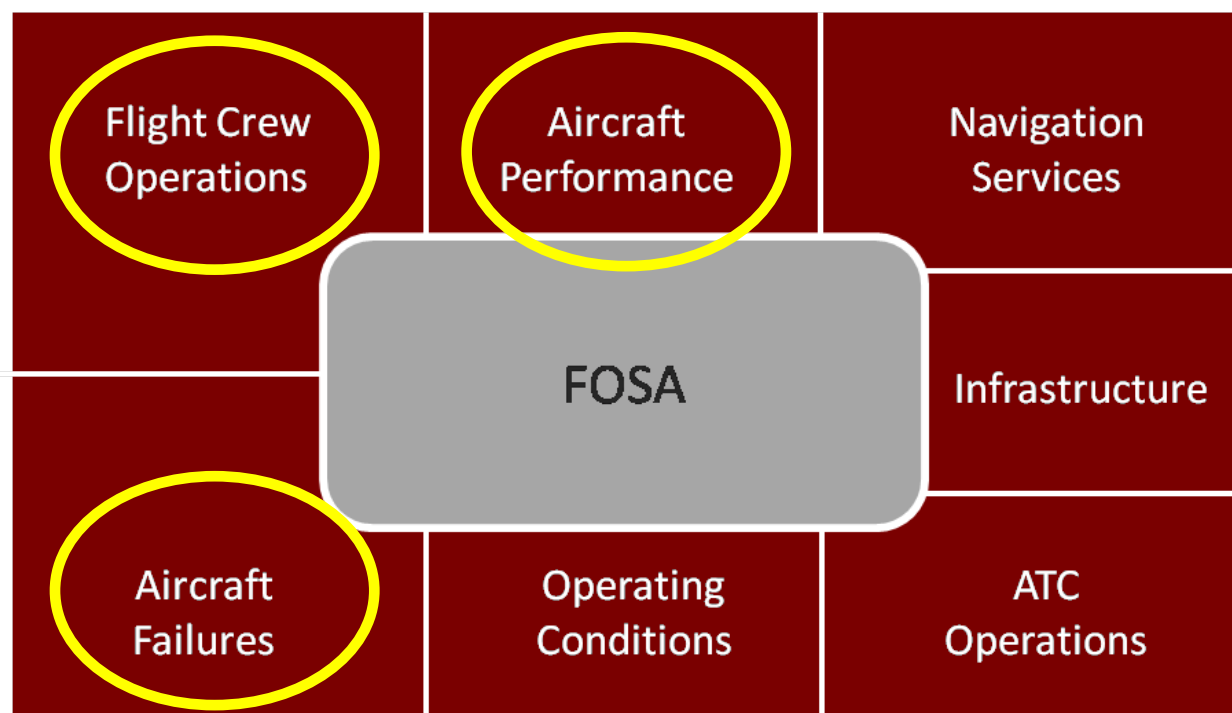 Flight Crew
Operations
Aircraft
Performance
Navigation
Services
FOSA
Infrastructure
Aircraft
Failures
Operating
Conditions
ATC
Operations